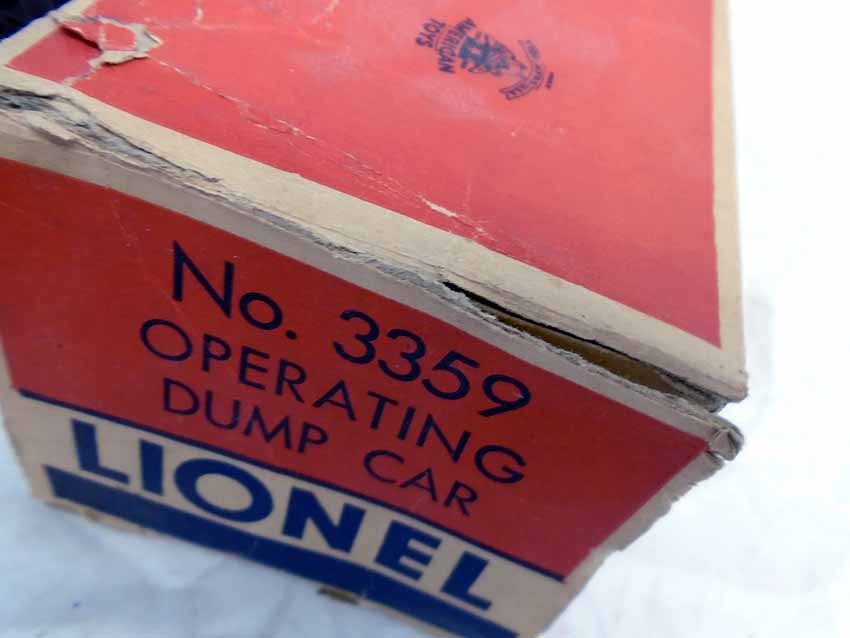 AMERICAN
TOYS
No. 3359
OPERATING
DUMP CAR
LIONEL